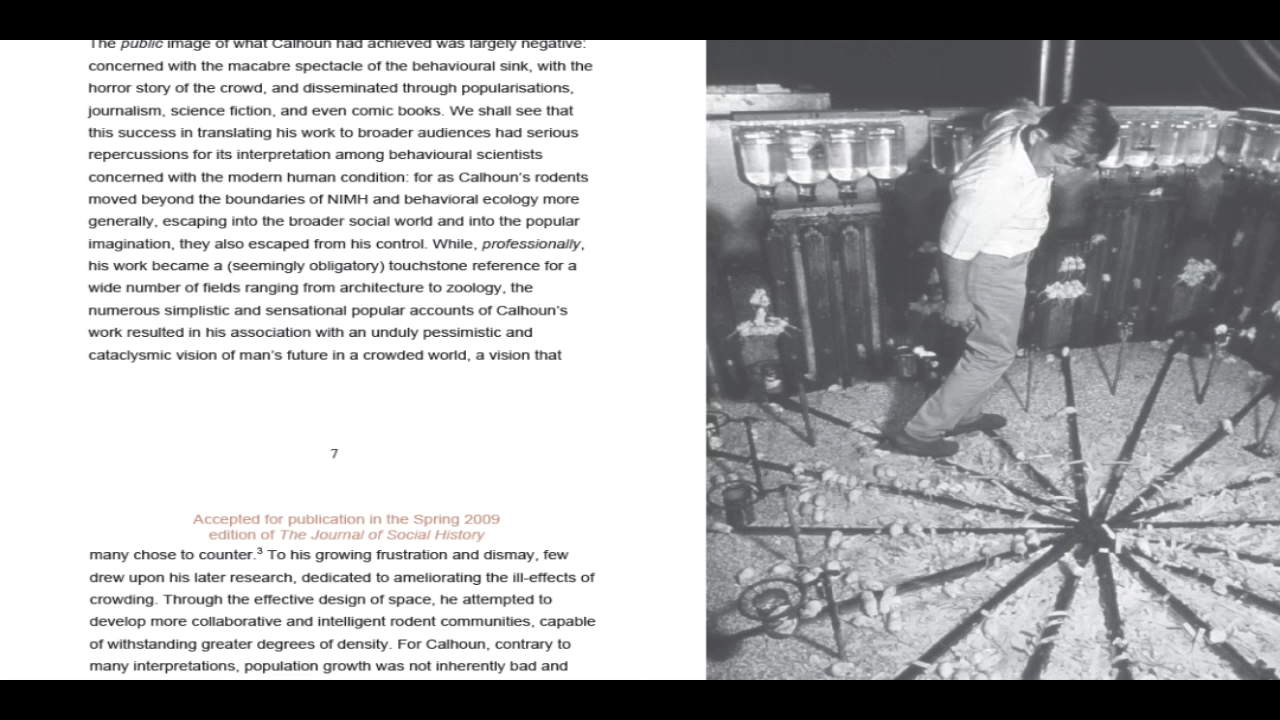 The public image of what Calhoun had achieved was largely negative:
concerned with the macabre spectacle of the behavioural sink, with the
horror story of the crowd, and disseminated through popularisations,
journalism, science fiction, and even comic books. We shall see that
this success in translating his work to broader audiences had serious
repercussions for its interpretation among behavioural scientists
concerned with the modern human condition: for as Calhoun's rodents
moved beyond the boundaries of NIMH and behavioral ecology more
generally, escaping into the broader social world and into the popular
imagination, they also escaped from his control. While, professionally,
his work became a (seemingly obligatory) touchstone reference for a
wide number of fields ranging from architecture to zoology, the
numerous simplistic and sensational popular accounts of Calhoun's
work resulted in his association with an unduly pessimistic and
cataclysmic vision of man's future in a crowded world, a vision that
7
Accepted for publication in the Spring 2009
edition of The Journal of Social History
many chose to counter.³ To his growing frustration and dismay, few
drew upon his later research, dedicated to ameliorating the ill-effects of
crowding. Through the effective design of space, he attempted to
develop more collaborative and intelligent rodent communities, capable
of withstanding greater degrees of density. For Calhoun, contrary to
many interpretations, population growth was not inherently bad and